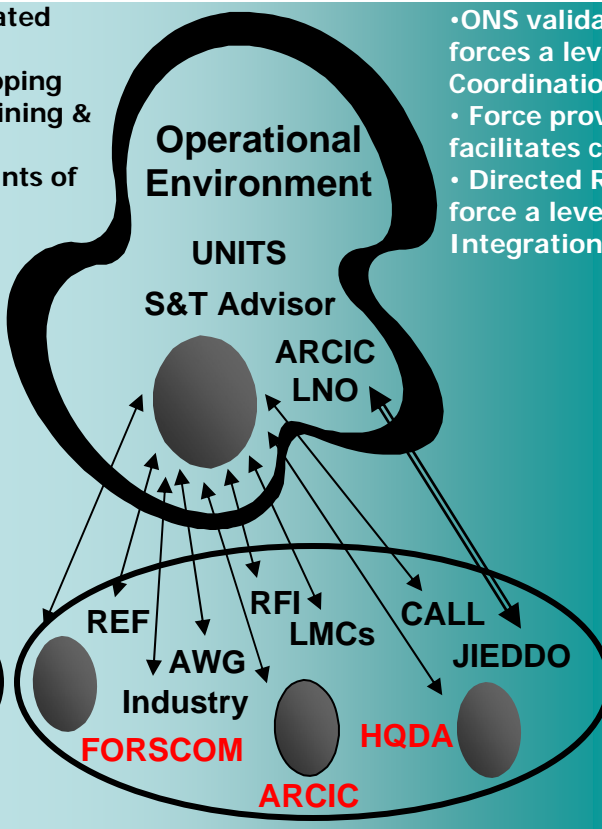 ated
pping
ining &
nts of
•ONS valida
forces a lev
Coordinatio
• Force prov
facilitates c
• Directed R
force a leve
Integration
Operational
Environment
UNITS
S&T Advisor
ARCIC
LNO
REF
RFI
LMCs
CALL
AWG
JIEDDO
Industry
FORSCOM
HQDA
ARCIC